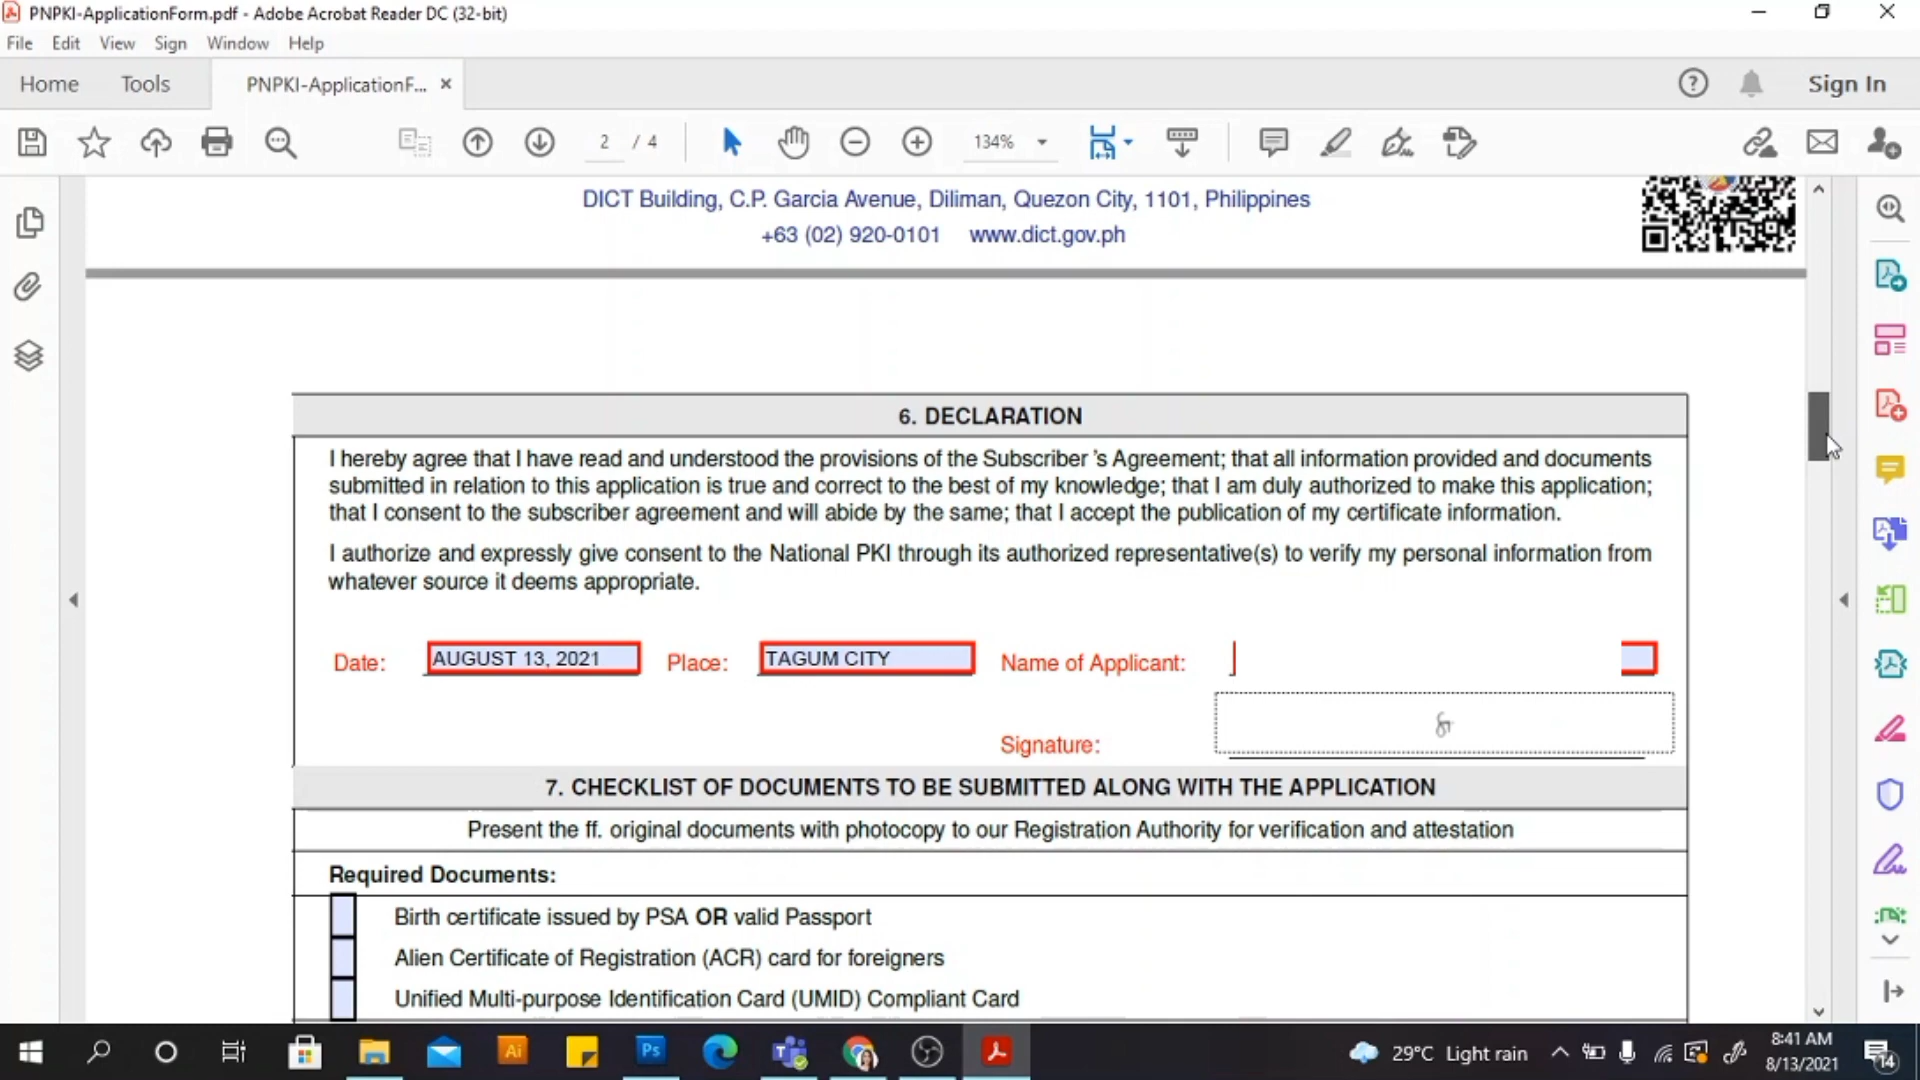 PNPKI-ApplicationForm.pdf - Adobe Acrobat Reader DC (32-bit)
File Edit View Sign Window Help
Home Tools PNPKI-ApplicationF... Sign In
2 / 4 134%
DICT Building, C.P. Garcia Avenue, Diliman, Quezon City, 1101, Philippines
+63 (02) 920-0101 www.dict.gov.ph
6. DECLARATION
I hereby agree that I have read and understood the provisions of the Subscriber 's Agreement; that all information provided and documents
submitted in relation to this application is true and correct to the best of my knowledge; that I am duly authorized to make this application;
that I consent to the subscriber agreement and will abide by the same; that I accept the publication of my certificate information.
I authorize and expressly give consent to the National PKI through its authorized representative(s) to verify my personal information from
whatever source it deems appropriate.
Date: AUGUST 13, 2021 Place: TAGUM CITY Name of Applicant:
Signature:
7. CHECKLIST OF DOCUMENTS TO BE SUBMITTED ALONG WITH THE APPLICATION
Present the ff. original documents with photocopy to our Registration Authority for verification and attestation
Required Documents:
Birth certificate issued by PSA OR valid Passport
Alien Certificate of Registration (ACR) card for foreigners
Unified Multi-purpose Identification Card (UMID) Compliant Card
Ai Ps 29°C Light rain 8:41 AM
8/13/2021 14